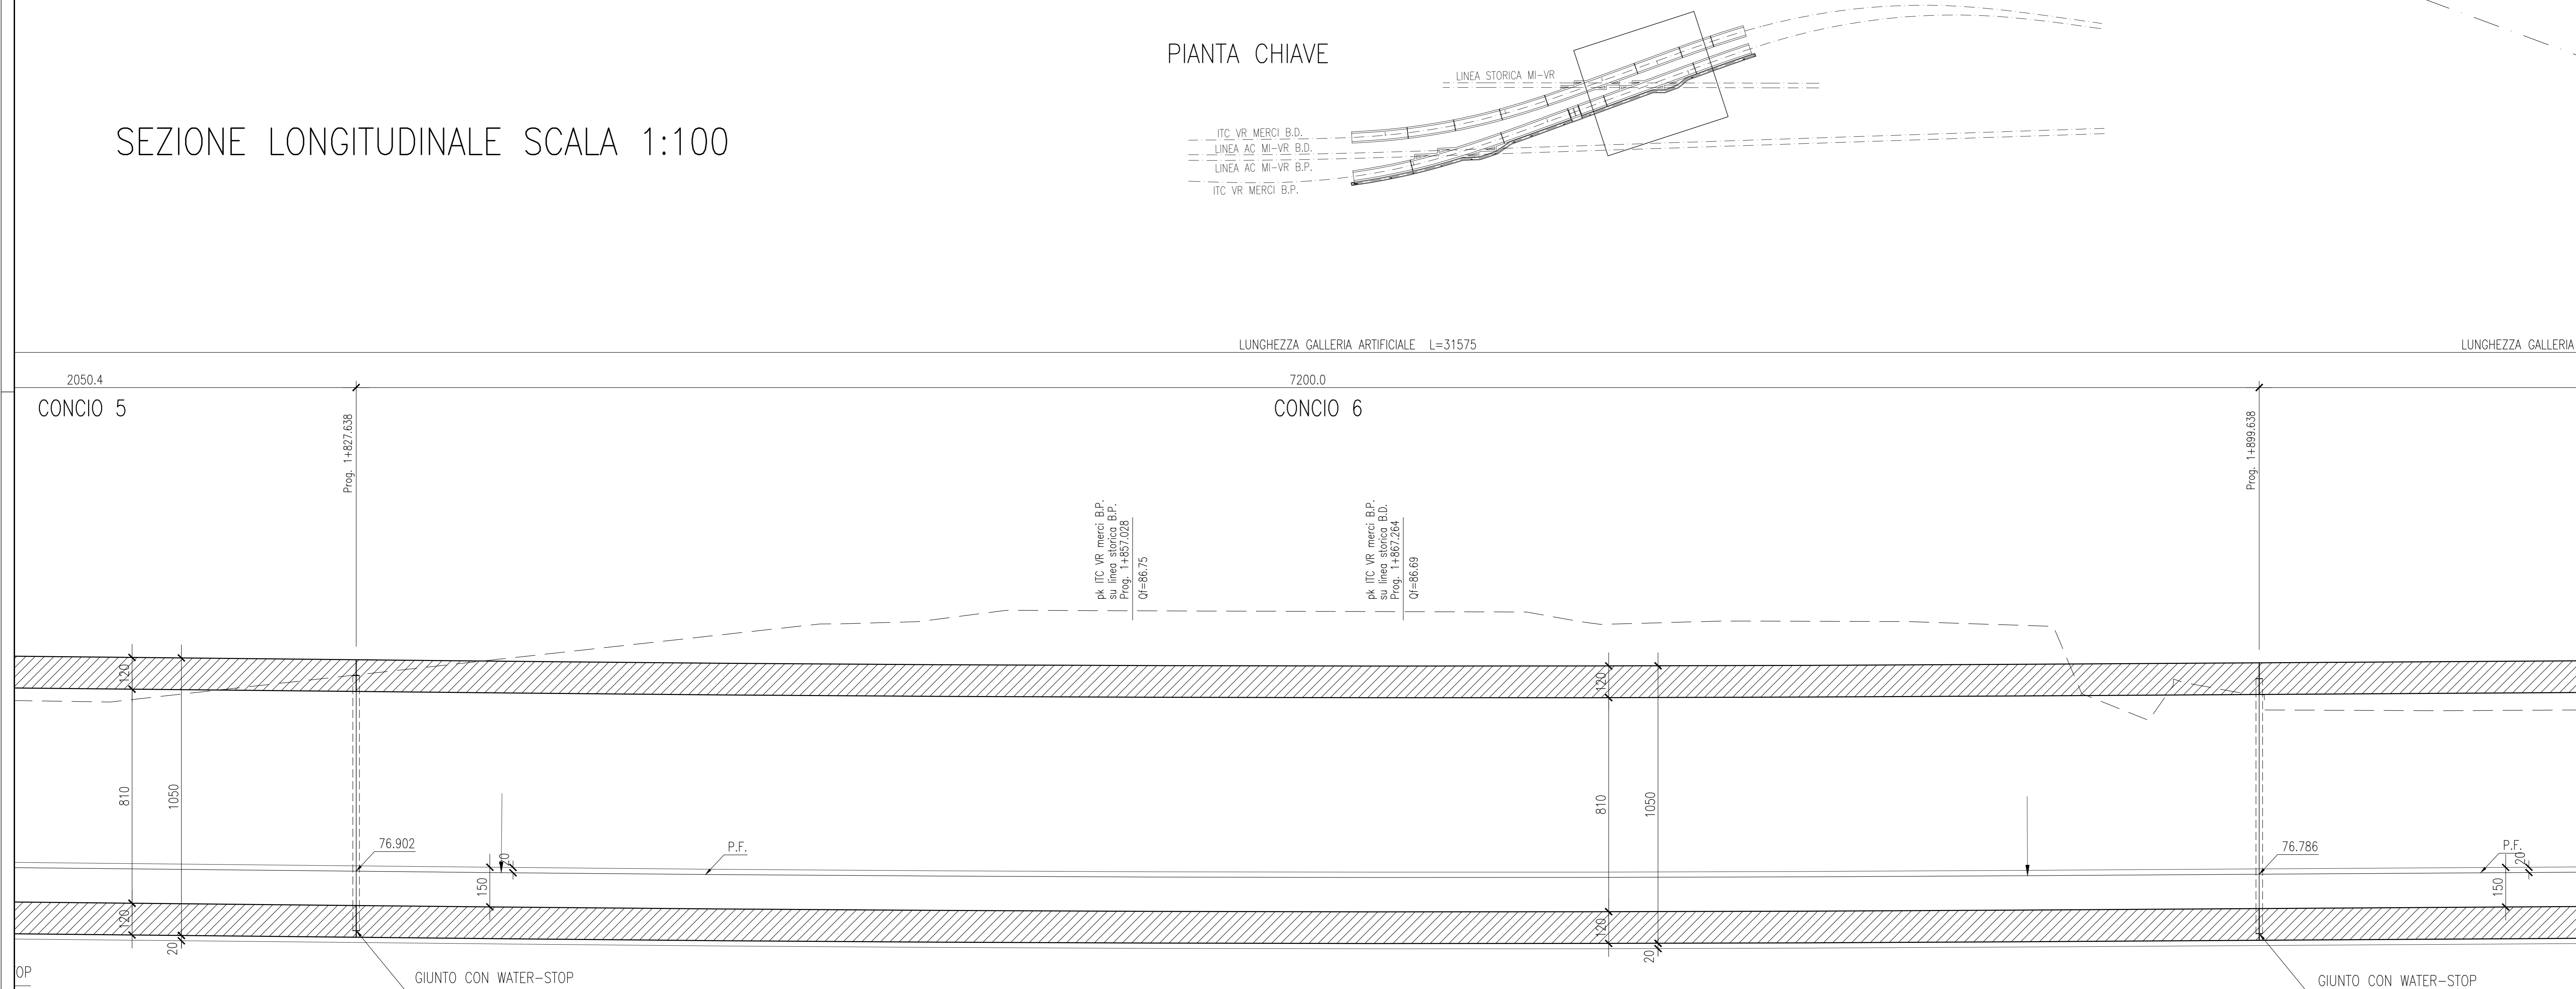 PIANTA CHIAVE
LINEA STORICA MI-VR
SEZIONE LONGITUDINALE SCALA 1:100
ITC VR MERCI B.D.
LINEA AC MI-VR B.D.
LINEA AC MI-VR B.P.
ITC VR MERCI B.P.
LUNGHEZZA GALLERIA ARTIFICIALE L=31575
LUNGHEZZA GALLERIA
2050.4
7200.0
CONCIO 5
CONCIO 6
Prog. 1+827.638
Prog. 1+899.638
pk ITC VR merci B.P.
su linea storica B.P.
Prog. 1+857.028
Qf=86.75
pk ITC VR merci B.P.
su linea storica B.D.
Prog. 1+867.264
Qf=86.69
120
120
810
1050
810
1050
76.902
20
P.F.
76.786
P.F.
20
150
150
120
20
120
20
OP
GIUNTO CON WATER-STOP
GIUNTO CON WATER-STOP